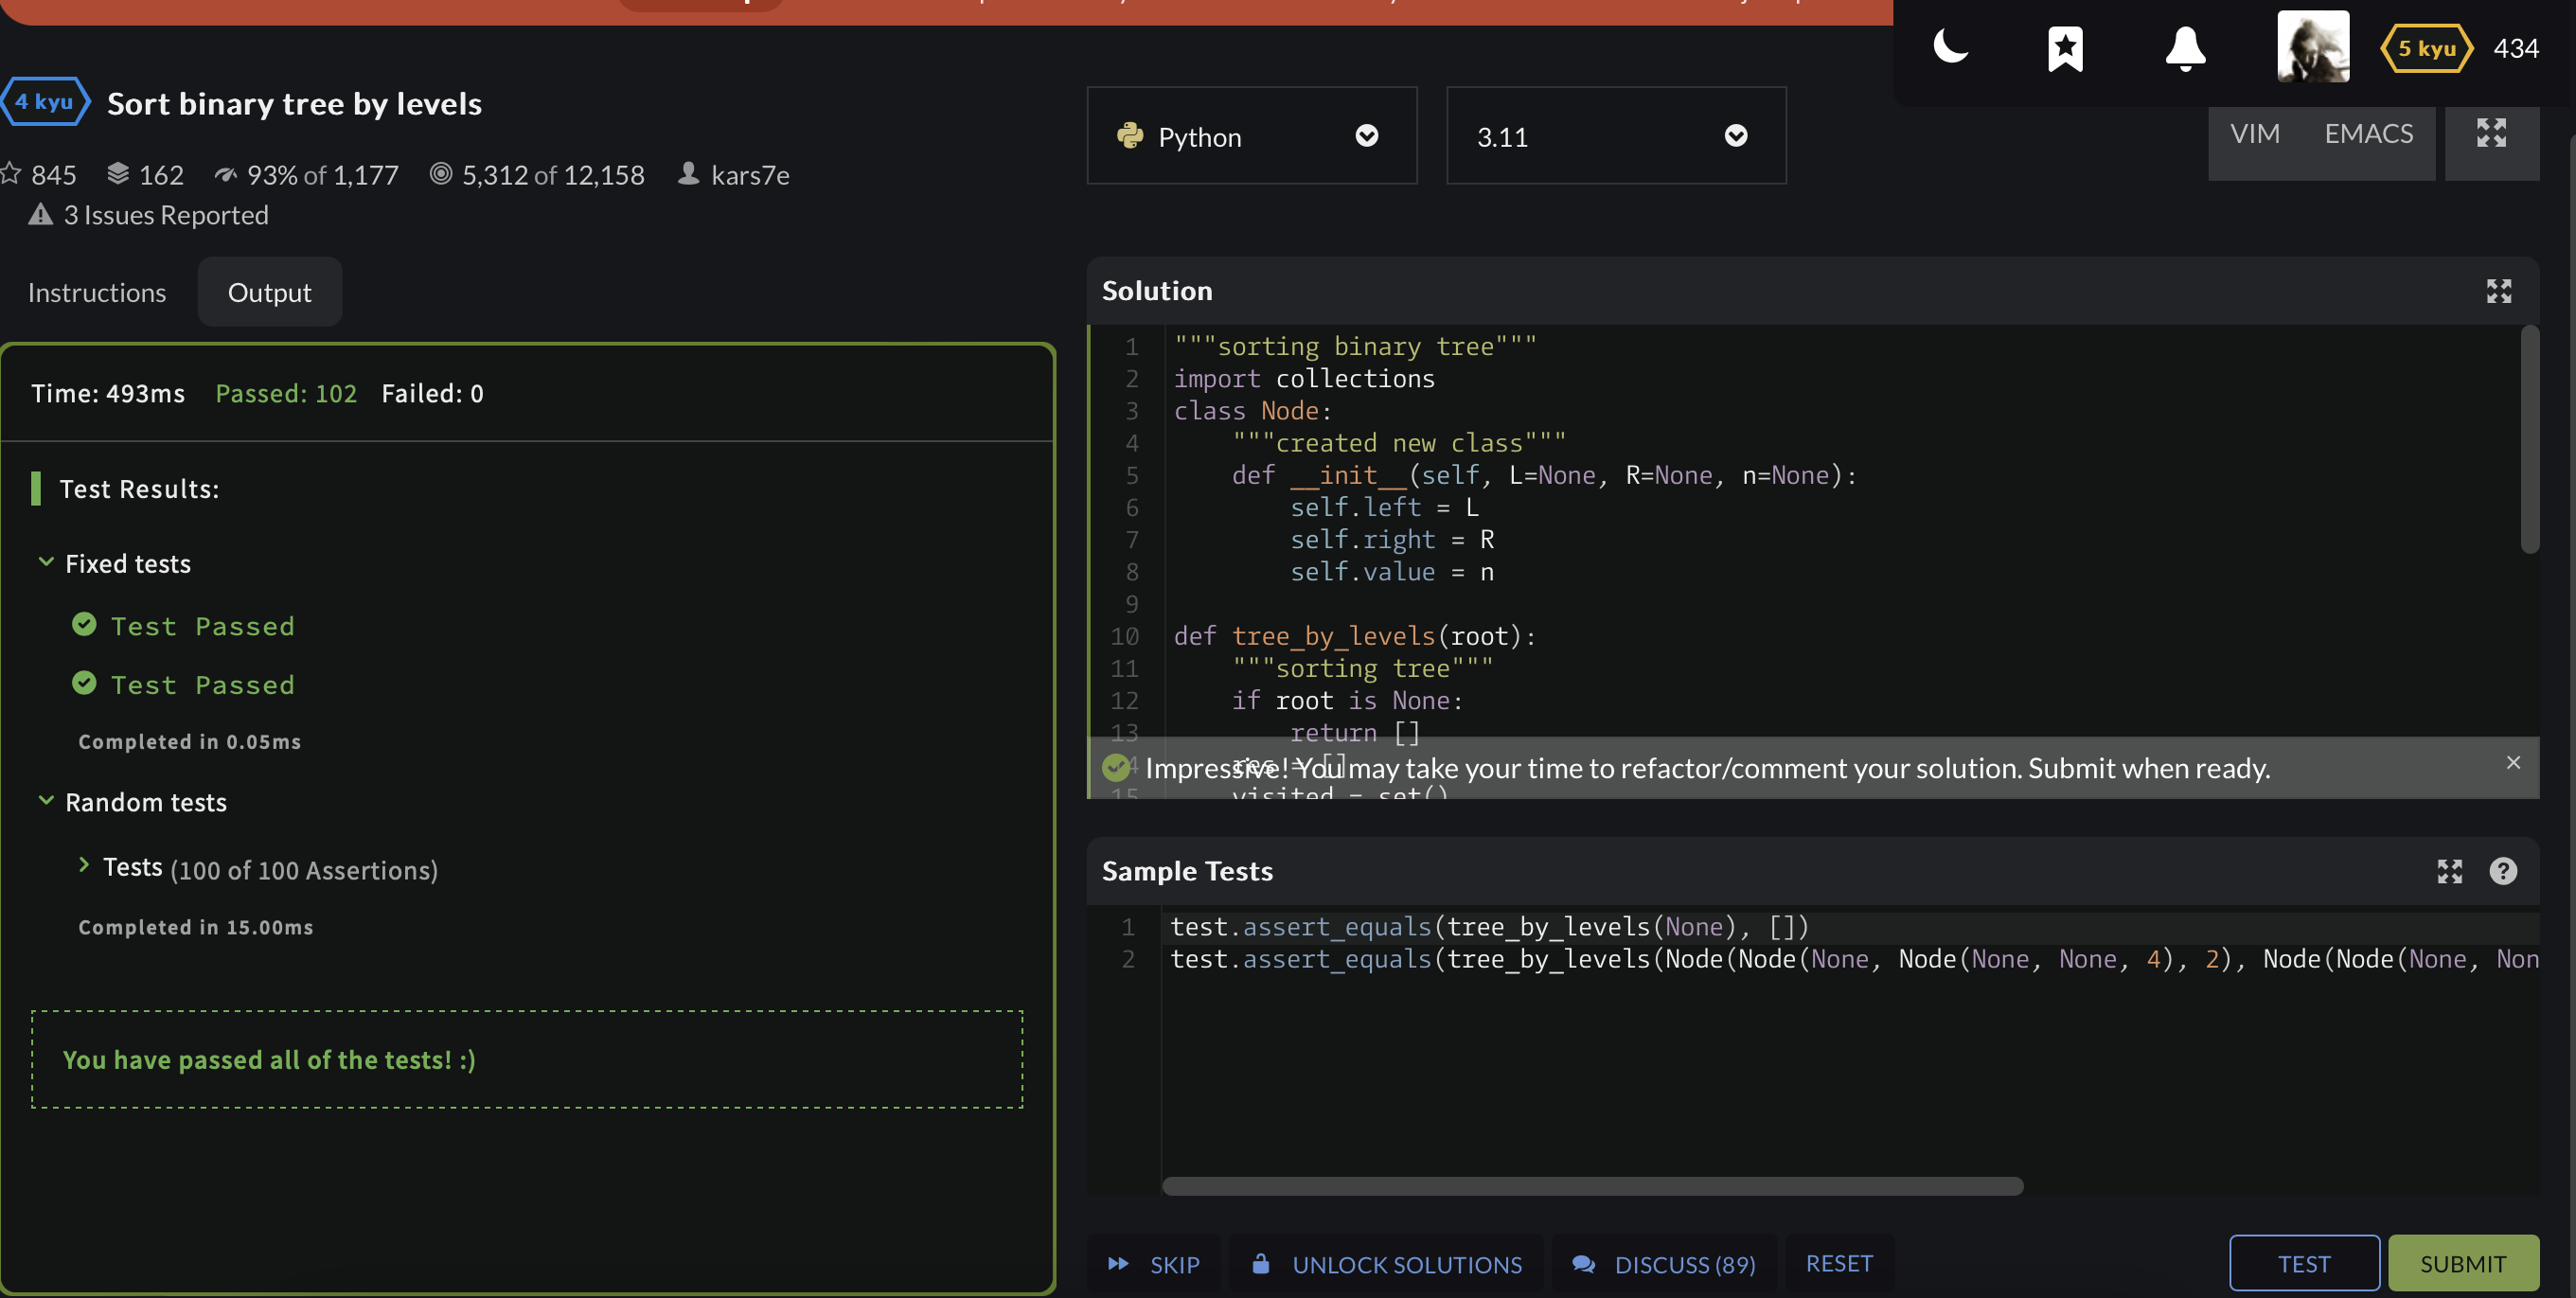 5 kyu 434
4 kyu Sort binary tree by levels
845 162 93% of 1,177 5,312 of 12,158 kars7e
3 Issues Reported
Python 3.11
VIM EMACS
Instructions Output
Time: 493ms Passed: 102 Failed: 0
Test Results:
Fixed tests
Test Passed
Test Passed
Completed in 0.05ms
Random tests
Tests (100 of 100 Assertions)
Completed in 15.00ms
You have passed all of the tests! :)
Solution
1 """sorting binary tree"""
2 import collections
3 class Node:
4 """created new class"""
5 def __init__(self, L=None, R=None, n=None):
6 self.left = L
7 self.right = R
8 self.value = n
9
10 def tree_by_levels(root):
11 """sorting tree"""
12 if root is None:
13 return []
14 res = []
Impressive! You may take your time to refactor/comment your solution. Submit when ready.
15 visited = set()
Sample Tests
1 test.assert_equals(tree_by_levels(None), [])
2 test.assert_equals(tree_by_levels(Node(Node(None, Node(None, None, 4), 2), Node(Node(None, Non
SKIP UNLOCK SOLUTIONS DISCUSS (89) RESET TEST SUBMIT